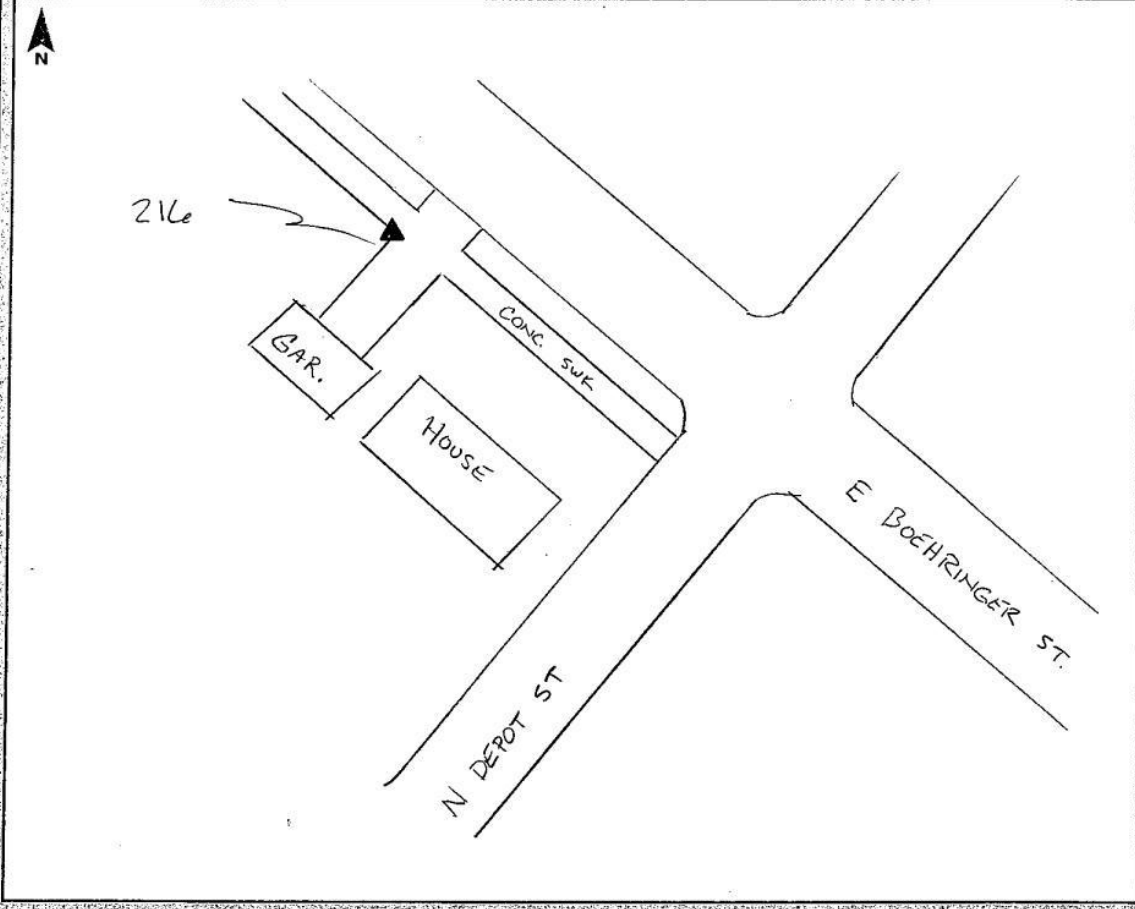 N
216
GAR.
CONC. SWK
HOUSE
E BOEHRINGER ST.
N DEPOT ST